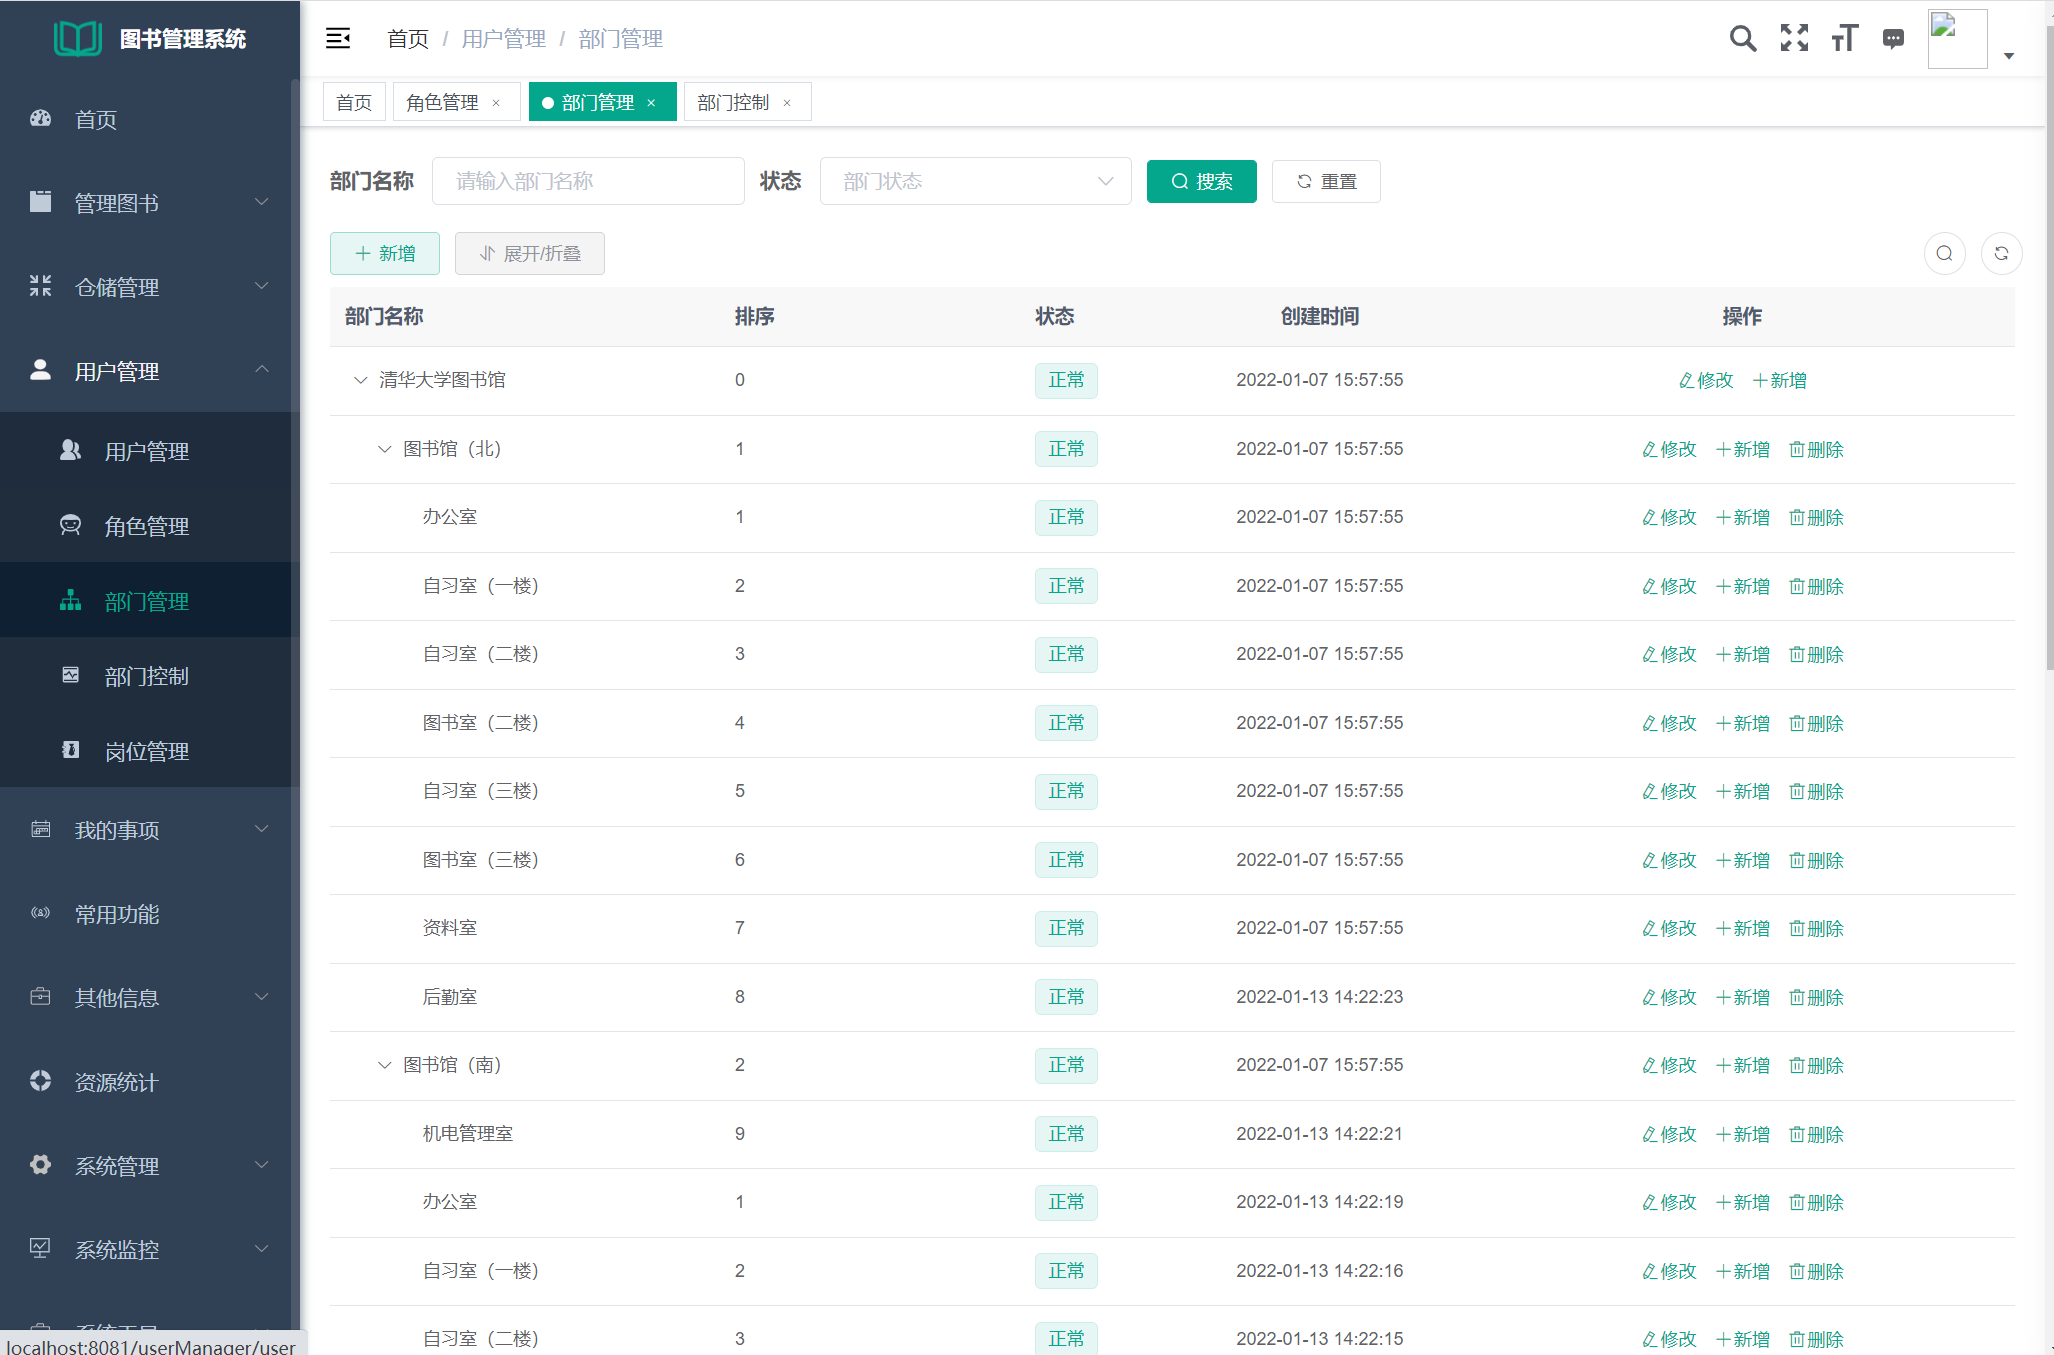 图书管理系统
首页 / 用户管理 / 部门管理
首页 角色管理 × 部门管理 × 部门控制 ×
首页
管理图书
仓储管理
用户管理
用户管理
角色管理
部门管理
部门控制
岗位管理
我的事项
常用功能
其他信息
资源统计
系统管理
系统监控
localhost:8081/userManager/user
部门名称 请输入部门名称 状态 部门状态 搜索 重置
新增 展开/折叠
部门名称 排序 状态 创建时间 操作
清华大学图书馆 0 正常 2022-01-07 15:57:55 修改 新增
图书馆（北） 1 正常 2022-01-07 15:57:55 修改 新增 删除
办公室 1 正常 2022-01-07 15:57:55 修改 新增 删除
自习室（一楼） 2 正常 2022-01-07 15:57:55 修改 新增 删除
自习室（二楼） 3 正常 2022-01-07 15:57:55 修改 新增 删除
图书室（二楼） 4 正常 2022-01-07 15:57:55 修改 新增 删除
自习室（三楼） 5 正常 2022-01-07 15:57:55 修改 新增 删除
图书室（三楼） 6 正常 2022-01-07 15:57:55 修改 新增 删除
资料室 7 正常 2022-01-07 15:57:55 修改 新增 删除
后勤室 8 正常 2022-01-13 14:22:23 修改 新增 删除
图书馆（南） 2 正常 2022-01-07 15:57:55 修改 新增 删除
机电管理室 9 正常 2022-01-13 14:22:21 修改 新增 删除
办公室 1 正常 2022-01-13 14:22:19 修改 新增 删除
自习室（一楼） 2 正常 2022-01-13 14:22:16 修改 新增 删除
自习室（二楼） 3 正常 2022-01-13 14:22:15 修改 新增 删除